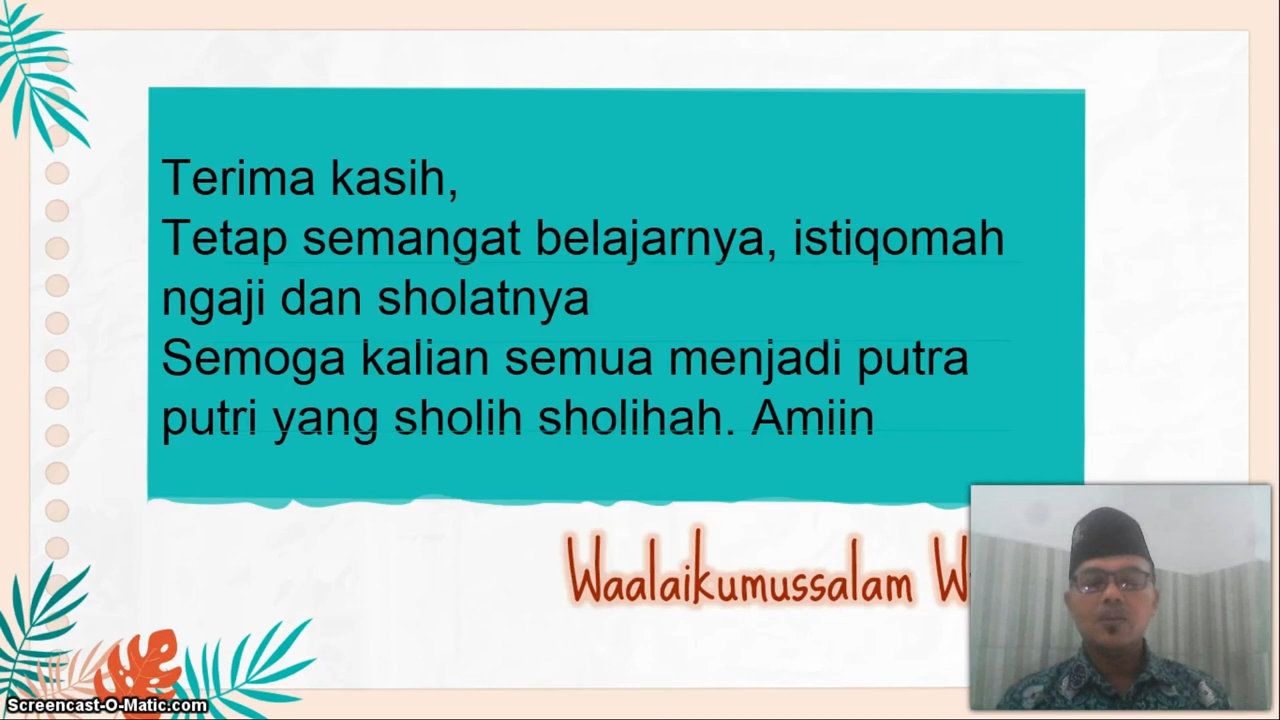 Terima kasih,
Tetap semangat belajarnya, istiqomah
ngaji dan sholatnya
Semoga kalian semua menjadi putra
putri yang sholih sholihah. Amiin
Waalaikumussalam
Screencast-O-Matic.com